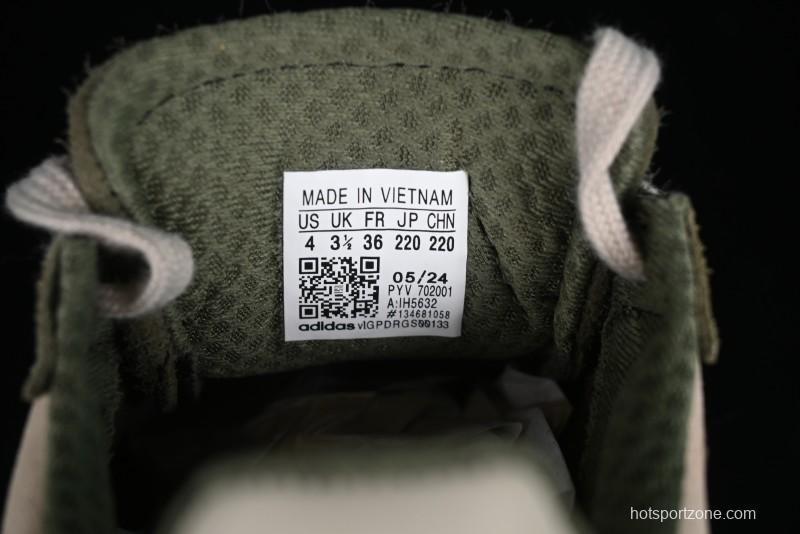 MADE IN VIETNAM
US UK FR JP CHN
4 3½ 36 220 220
05/24
PYV 702001
A:IH5632
#134681058
adidas vIGPDRGS00133
hotsportzone.com